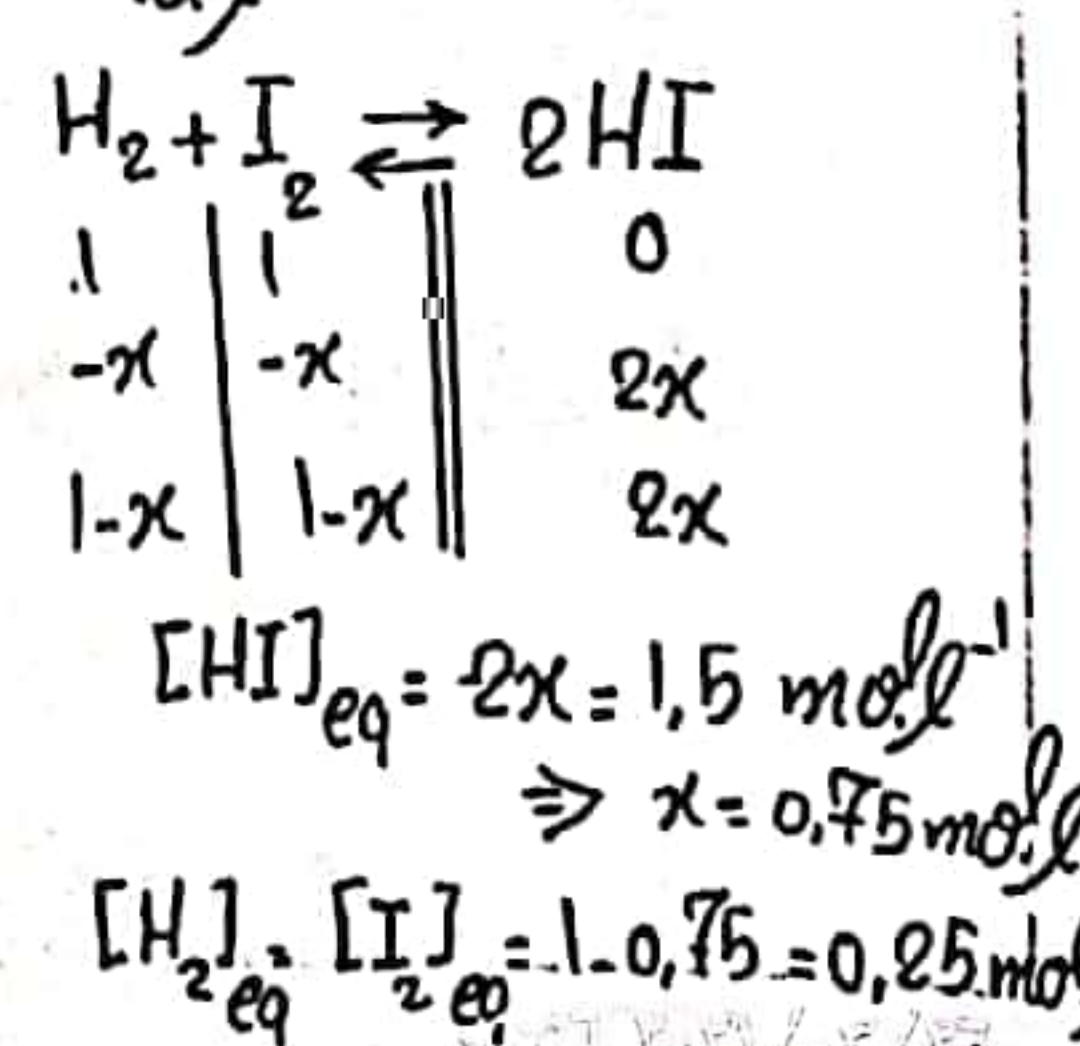 H₂ + I₂ ⇄ 2HI
1 | 1 || 0
-x | -x || 2x
1-x | 1-x || 2x
[HI]eq = 2x = 1,5 mol.l⁻¹
⇒ x = 0,75 mol.l
[H₂]eq = [I₂]eq = 1-0,75 = 0,25 mol